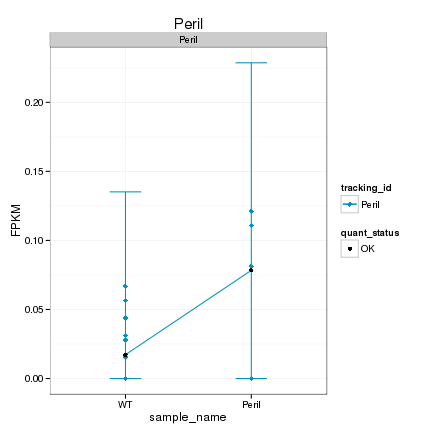 Peril
Peril
0.20
0.15
0.10
0.05
0.00
FPKM
WT
Peril
sample_name
tracking_id
Peril
quant_status
OK